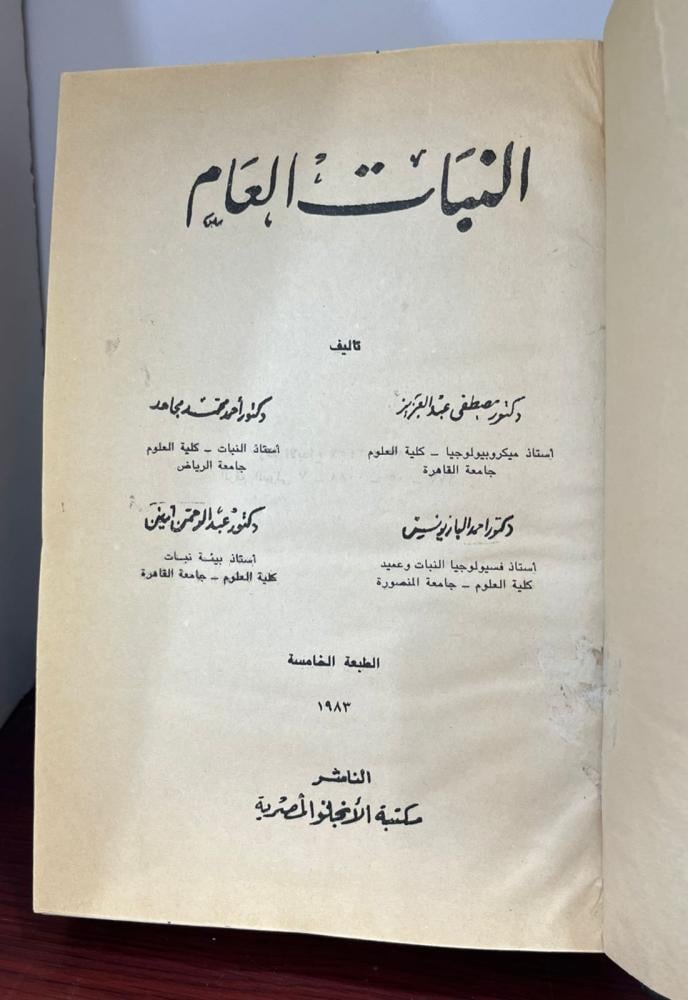 النبات العام
تأليف
دكتور مصطفى عبد العزيز
استاذ ميكروبيولوجيا – كلية العلوم
جامعة القاهرة
دكتور أحمد محمد مجاهد
أستاذ النبات – كلية العلوم
جامعة الرياض
دكتور احمد الباز يونس
أستاذ فسيولوجيا النبات وعميد
كلية العلوم – جامعة المنصورة
دكتور عبد الرحمن أمين
أستاذ بيئة نبات
كلية العلوم – جامعة القاهرة
الطبعة الخامسة
١٩٨٣
الناشر
مكتبة الأنجلو المصرية